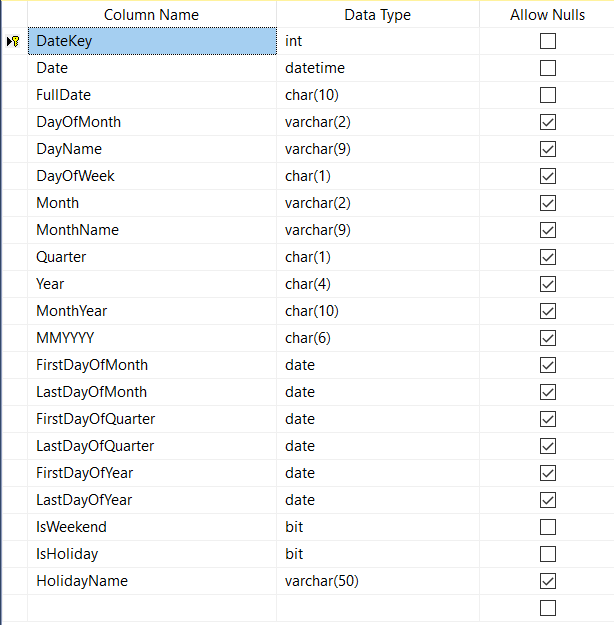 Column Name Data Type Allow Nulls
DateKey int
Date datetime
FullDate char(10)
DayOfMonth varchar(2)
DayName varchar(9)
DayOfWeek char(1)
Month varchar(2)
MonthName varchar(9)
Quarter char(1)
Year char(4)
MonthYear char(10)
MMYYYY char(6)
FirstDayOfMonth date
LastDayOfMonth date
FirstDayOfQuarter date
LastDayOfQuarter date
FirstDayOfYear date
LastDayOfYear date
IsWeekend bit
IsHoliday bit
HolidayName varchar(50)